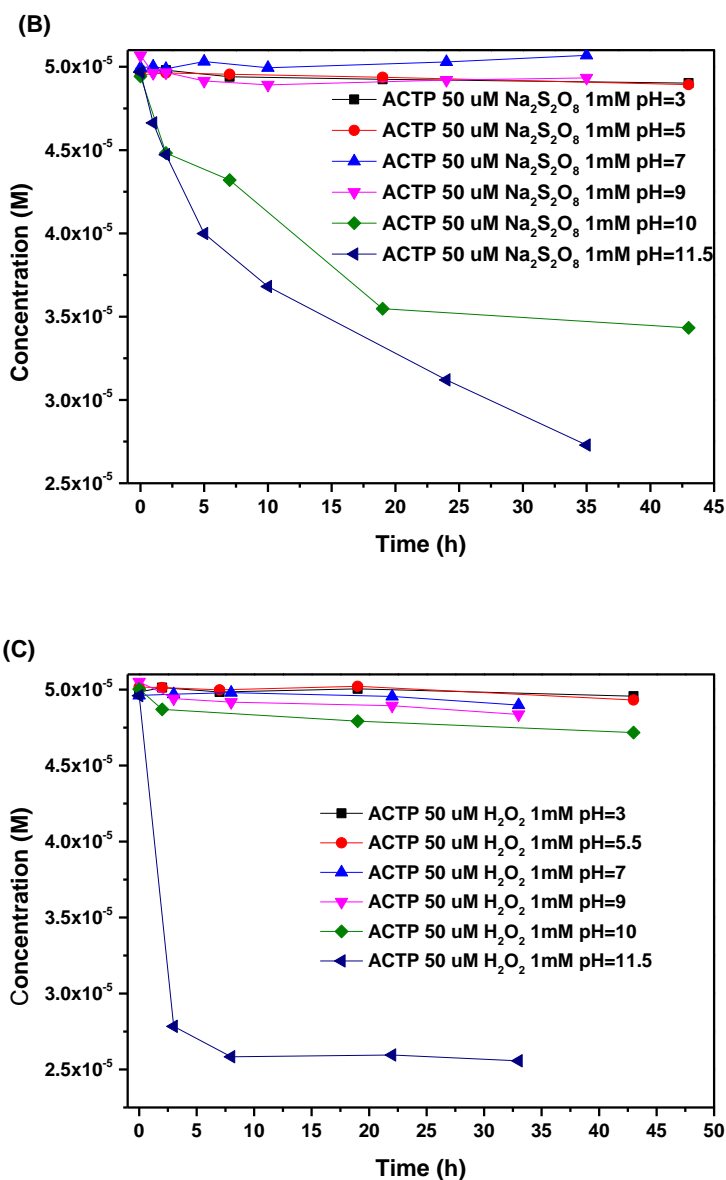 (B)
5.0x10⁻⁵
4.5x10⁻⁵
4.0x10⁻⁵
3.5x10⁻⁵
3.0x10⁻⁵
2.5x10⁻⁵
Concentration (M)
ACTP 50 uM Na₂S₂O₈ 1mM pH=3
ACTP 50 uM Na₂S₂O₈ 1mM pH=5
ACTP 50 uM Na₂S₂O₈ 1mM pH=7
ACTP 50 uM Na₂S₂O₈ 1mM pH=9
ACTP 50 uM Na₂S₂O₈ 1mM pH=10
ACTP 50 uM Na₂S₂O₈ 1mM pH=11.5
0 5 10 15 20 25 30 35 40 45
Time (h)
(C)
5.0x10⁻⁵
4.5x10⁻⁵
4.0x10⁻⁵
3.5x10⁻⁵
3.0x10⁻⁵
2.5x10⁻⁵
Concentration (M)
ACTP 50 uM H₂O₂ 1mM pH=3
ACTP 50 uM H₂O₂ 1mM pH=5.5
ACTP 50 uM H₂O₂ 1mM pH=7
ACTP 50 uM H₂O₂ 1mM pH=9
ACTP 50 uM H₂O₂ 1mM pH=10
ACTP 50 uM H₂O₂ 1mM pH=11.5
0 5 10 15 20 25 30 35 40 45 50
Time (h)